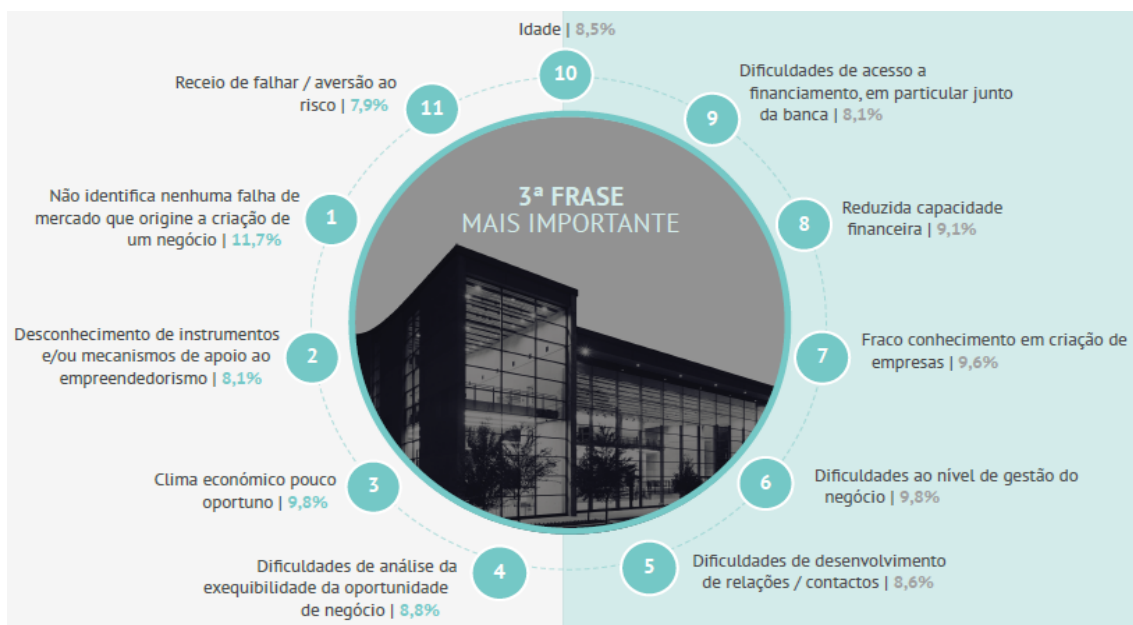 Idade | 8,5%
10
Receio de falhar / aversão ao
risco | 7,9%
11
Dificuldades de acesso a
financiamento, em particular junto
da banca | 8,1%
9
3ª FRASE
MAIS IMPORTANTE
Não identifica nenhuma falha de
mercado que origine a criação de
um negócio | 11,7%
1
Reduzida capacidade
financeira | 9,1%
8
Desconhecimento de instrumentos
e/ou mecanismos de apoio ao
empreendedorismo | 8,1%
2
Fraco conhecimento em criação de
empresas | 9,6%
7
Clima económico pouco
oportuno | 9,8%
3
Dificuldades ao nível de gestão do
negócio | 9,8%
6
Dificuldades de análise da
exequibilidade da oportunidade
de negócio | 8,8%
4
Dificuldades de desenvolvimento
de relações / contactos | 8,6%
5